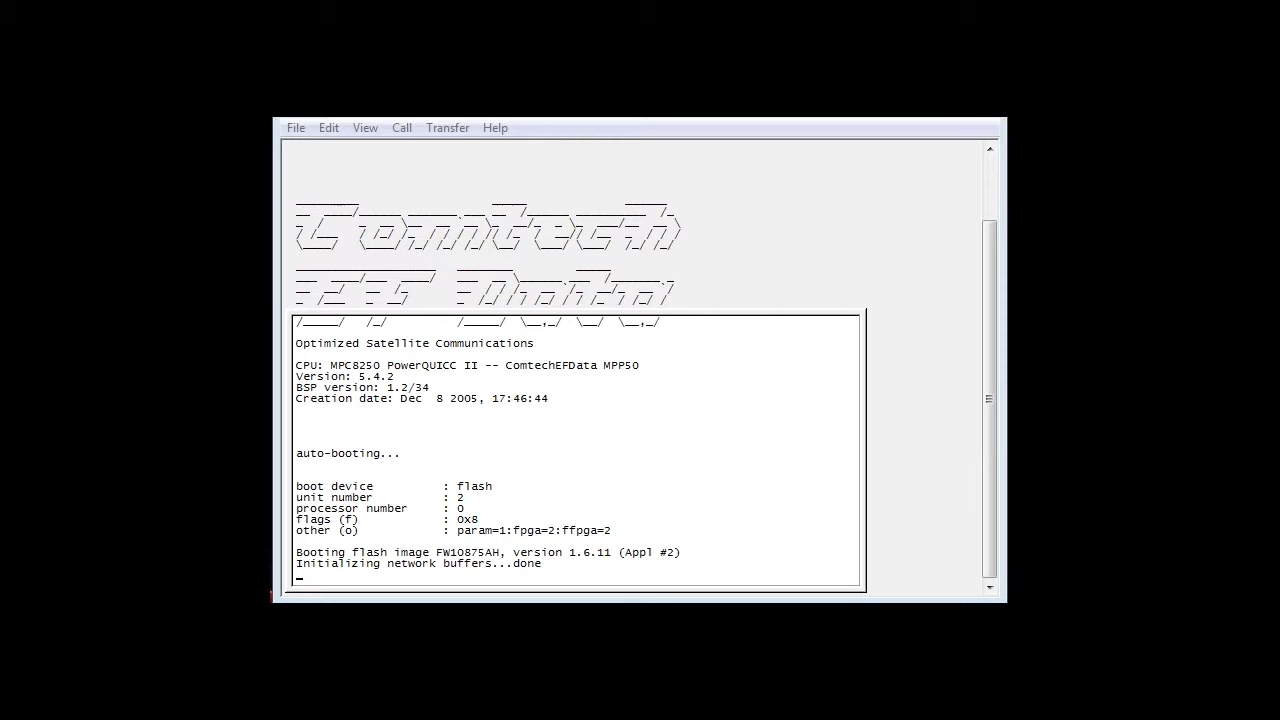 File Edit View Call Transfer Help
Comtech
EF Data
Optimized Satellite Communications
CPU: MPC8250 PowerQUICC II -- ComtechEFData MPP50
Version: 5.4.2
BSP version: 1.2/34
Creation date: Dec  8 2005, 17:46:44
auto-booting...
boot device : flash
unit number : 2
processor number : 0
flags (f) : 0x8
other (o) : param=1:fpga=2:ffpga=2
Booting flash image FW10875AH, version 1.6.11 (Appl #2)
Initializing network buffers...done